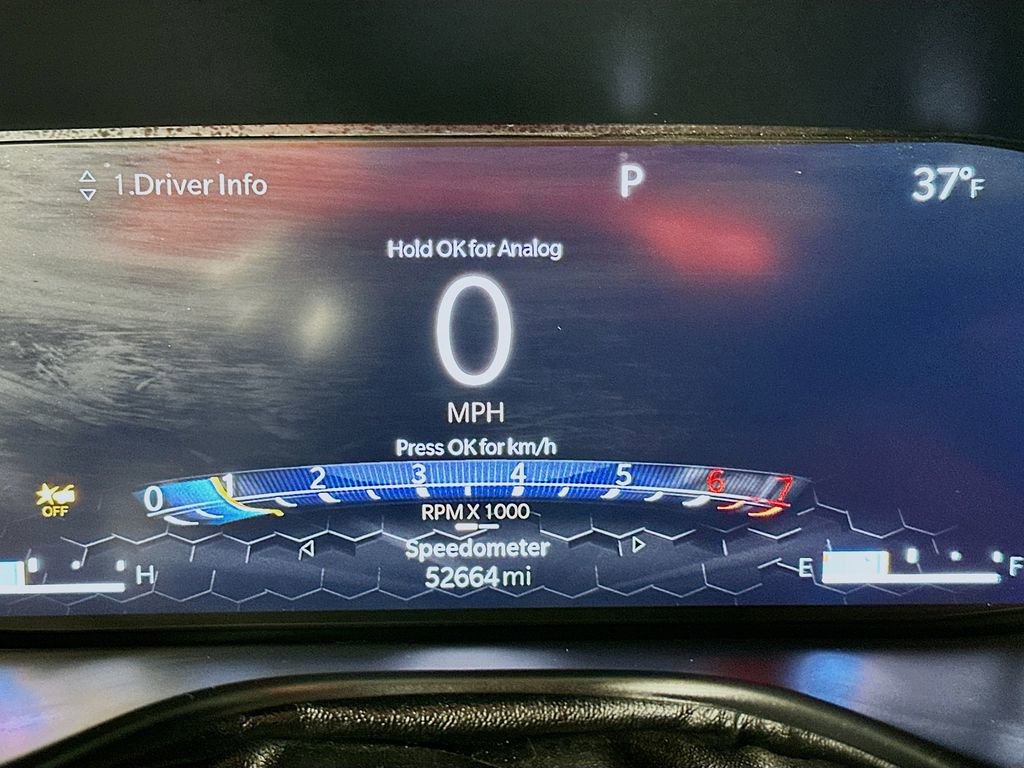 1.Driver Info
P
37°F
Hold OK for Analog
0
MPH
Press OK for km/h
0 1 2 3 4 5 6 7
OFF
RPM X 1000
Speedometer
H
52664 mi
E F